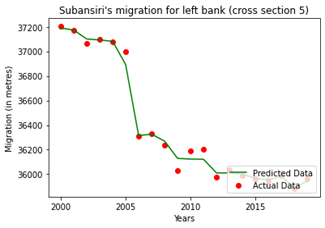 Subansiri's migration for left bank (cross section 5)
Migration (in metres)
37200
37000
36800
36600
36400
36200
36000
Predicted Data
Actual Data
2000
2005
2010
2015
Years